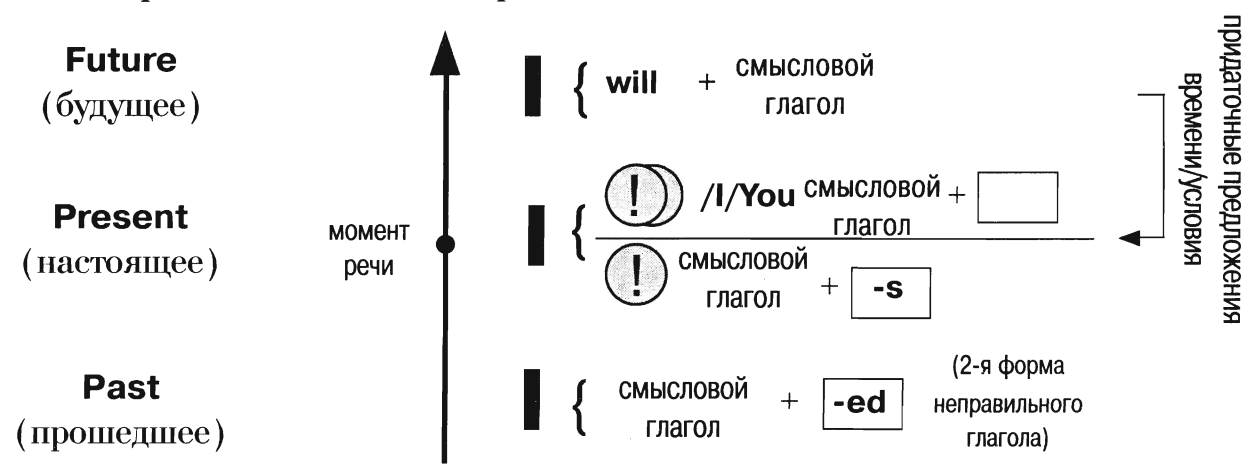 Future
(будущее)
{ will + смысловой
глагол
Present
(настоящее)
момент
речи
{ ! /I/You смысловой +
глагол
! смысловой
глагол + -s
Past
(прошедшее)
{ смысловой
глагол + -ed
(2-я форма
неправильного
глагола)
придаточные предложения
времени/условия